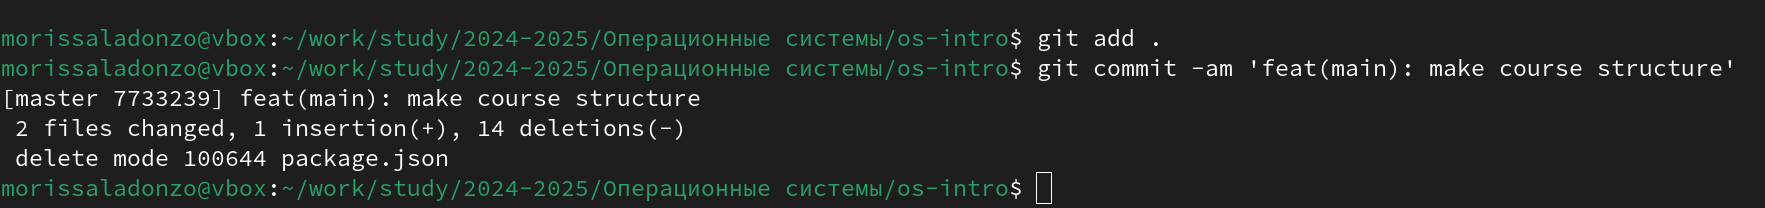 morissaladonzo@vbox:~/work/study/2024-2025/Операционные системы/os-intro$ git add .
morissaladonzo@vbox:~/work/study/2024-2025/Операционные системы/os-intro$ git commit -am 'feat(main): make course structure'
[master 7733239] feat(main): make course structure
 2 files changed, 1 insertion(+), 14 deletions(-)
 delete mode 100644 package.json
morissaladonzo@vbox:~/work/study/2024-2025/Операционные системы/os-intro$